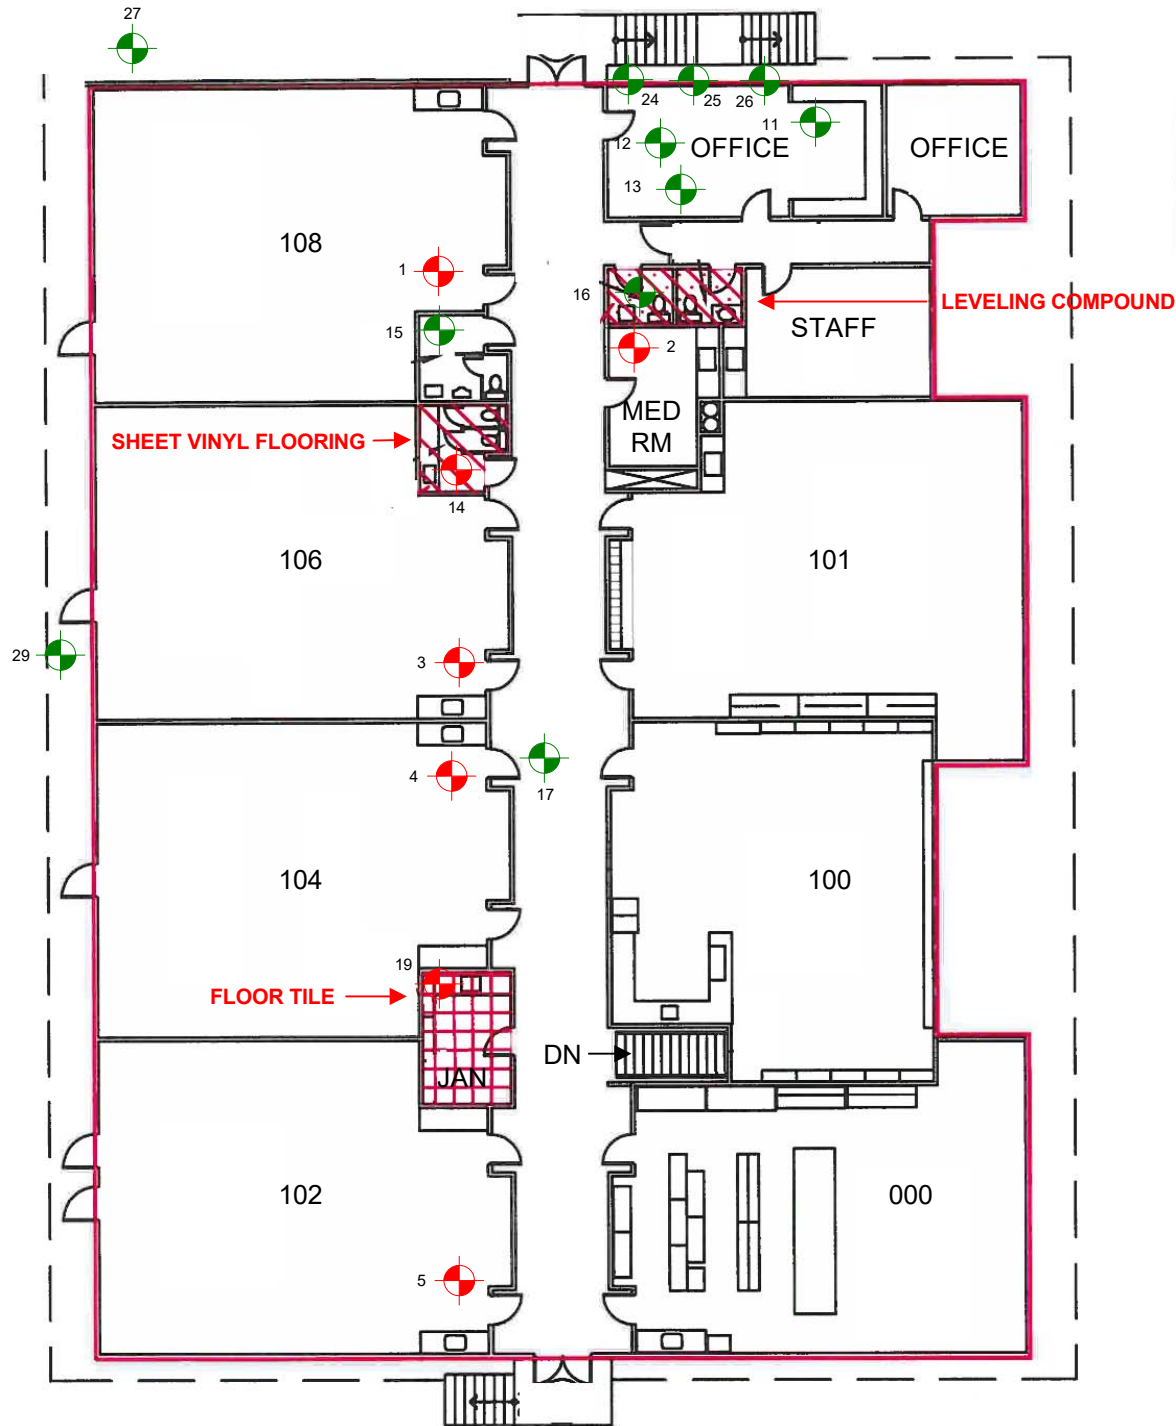 27
24
25
26
11
12
OFFICE
OFFICE
13
108
1
16
LEVELING COMPOUND
15
STAFF
2
MED
RM
SHEET VINYL FLOORING
14
106
101
29
3
4
17
104
100
19
FLOOR TILE
DN
JAN
102
000
5